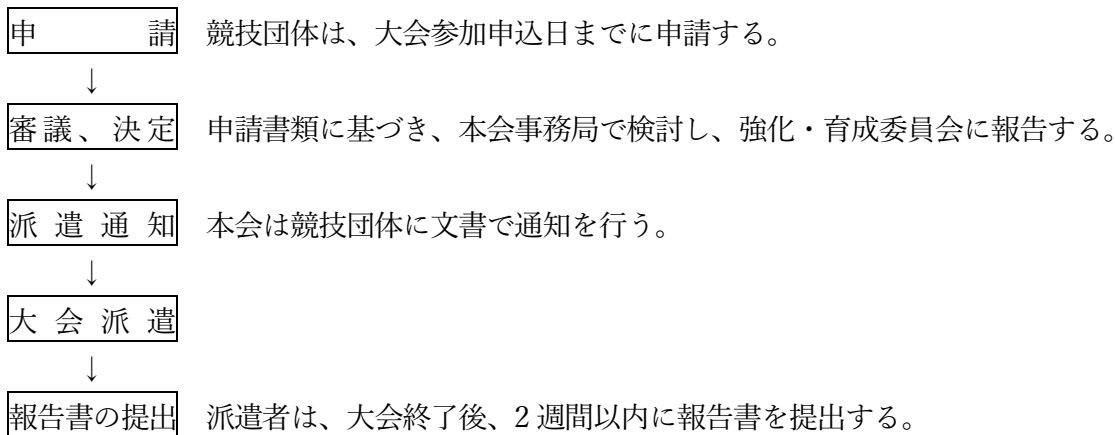 申請 競技団体は、大会参加申込日までに申請する。
↓
審議、決定 申請書類に基づき、本会事務局で検討し、強化・育成委員会に報告する。
↓
派遣通知 本会は競技団体に文書で通知を行う。
↓
大会派遣
↓
報告書の提出 派遣者は、大会終了後、2週間以内に報告書を提出する。